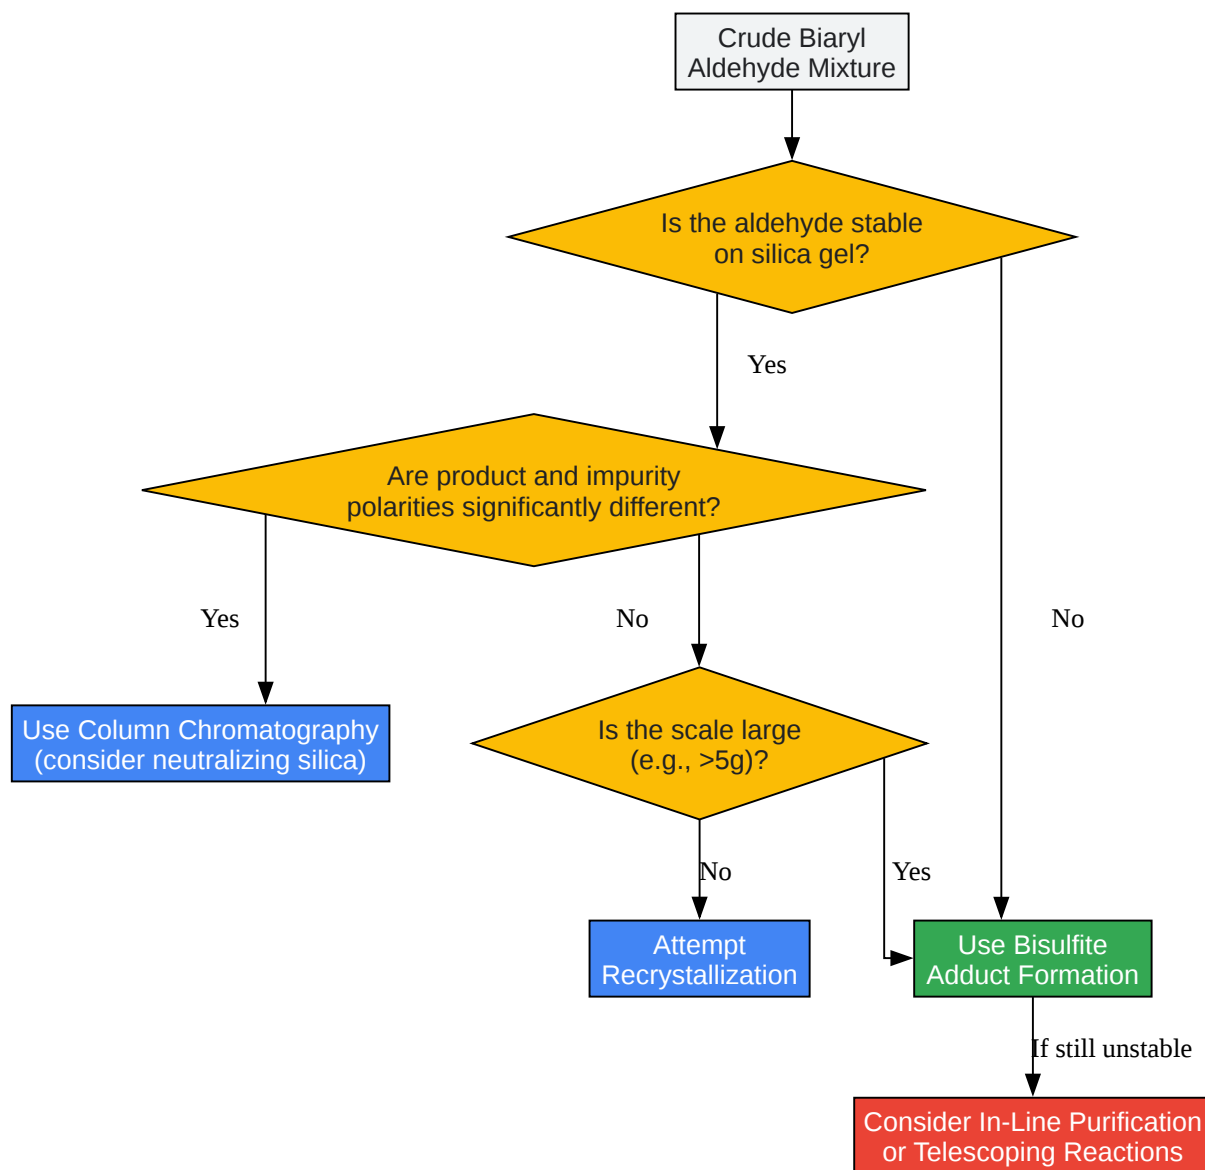 Crude Biaryl
Aldehyde Mixture
Is the aldehyde stable
on silica gel?
Yes
Are product and impurity
polarities significantly different?
Yes
No
No
Use Column Chromatography
(consider neutralizing silica)
Is the scale large
(e.g., >5g)?
No
Yes
Attempt
Recrystallization
Use Bisulfite
Adduct Formation
If still unstable
Consider In-Line Purification
or Telescoping Reactions